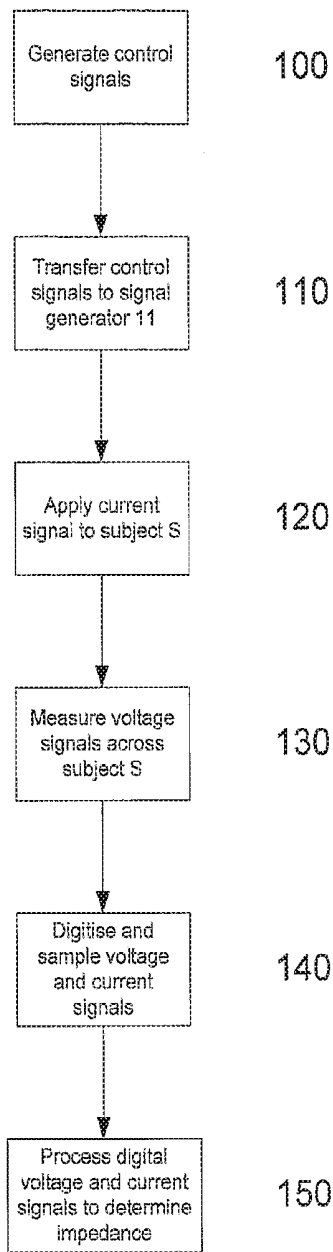 Generate control
signals
100
Transfer control
signals to signal
generator 11
110
Apply current
signal to subject S
120
Measure voltage
signals across
subject S
130
Digitise and
sample voltage
and current
signals
140
Process digital
voltage and current
signals to determine
impedance
150